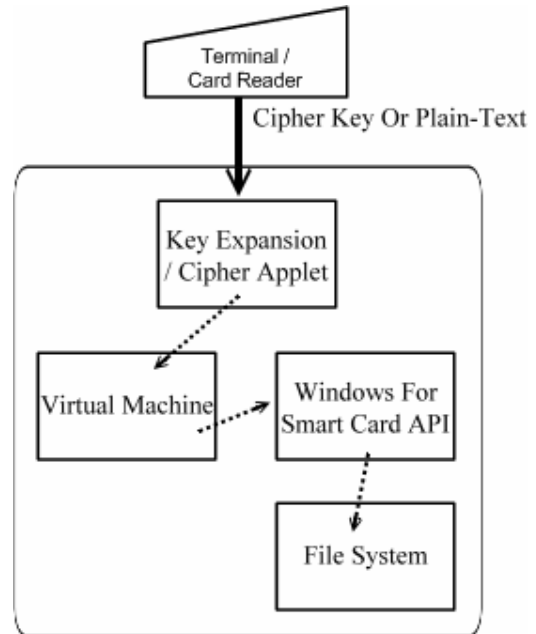 Terminal /
Card Reader
Cipher Key Or Plain-Text
Key Expansion
/ Cipher Applet
Virtual Machine
Windows For
Smart Card API
File System